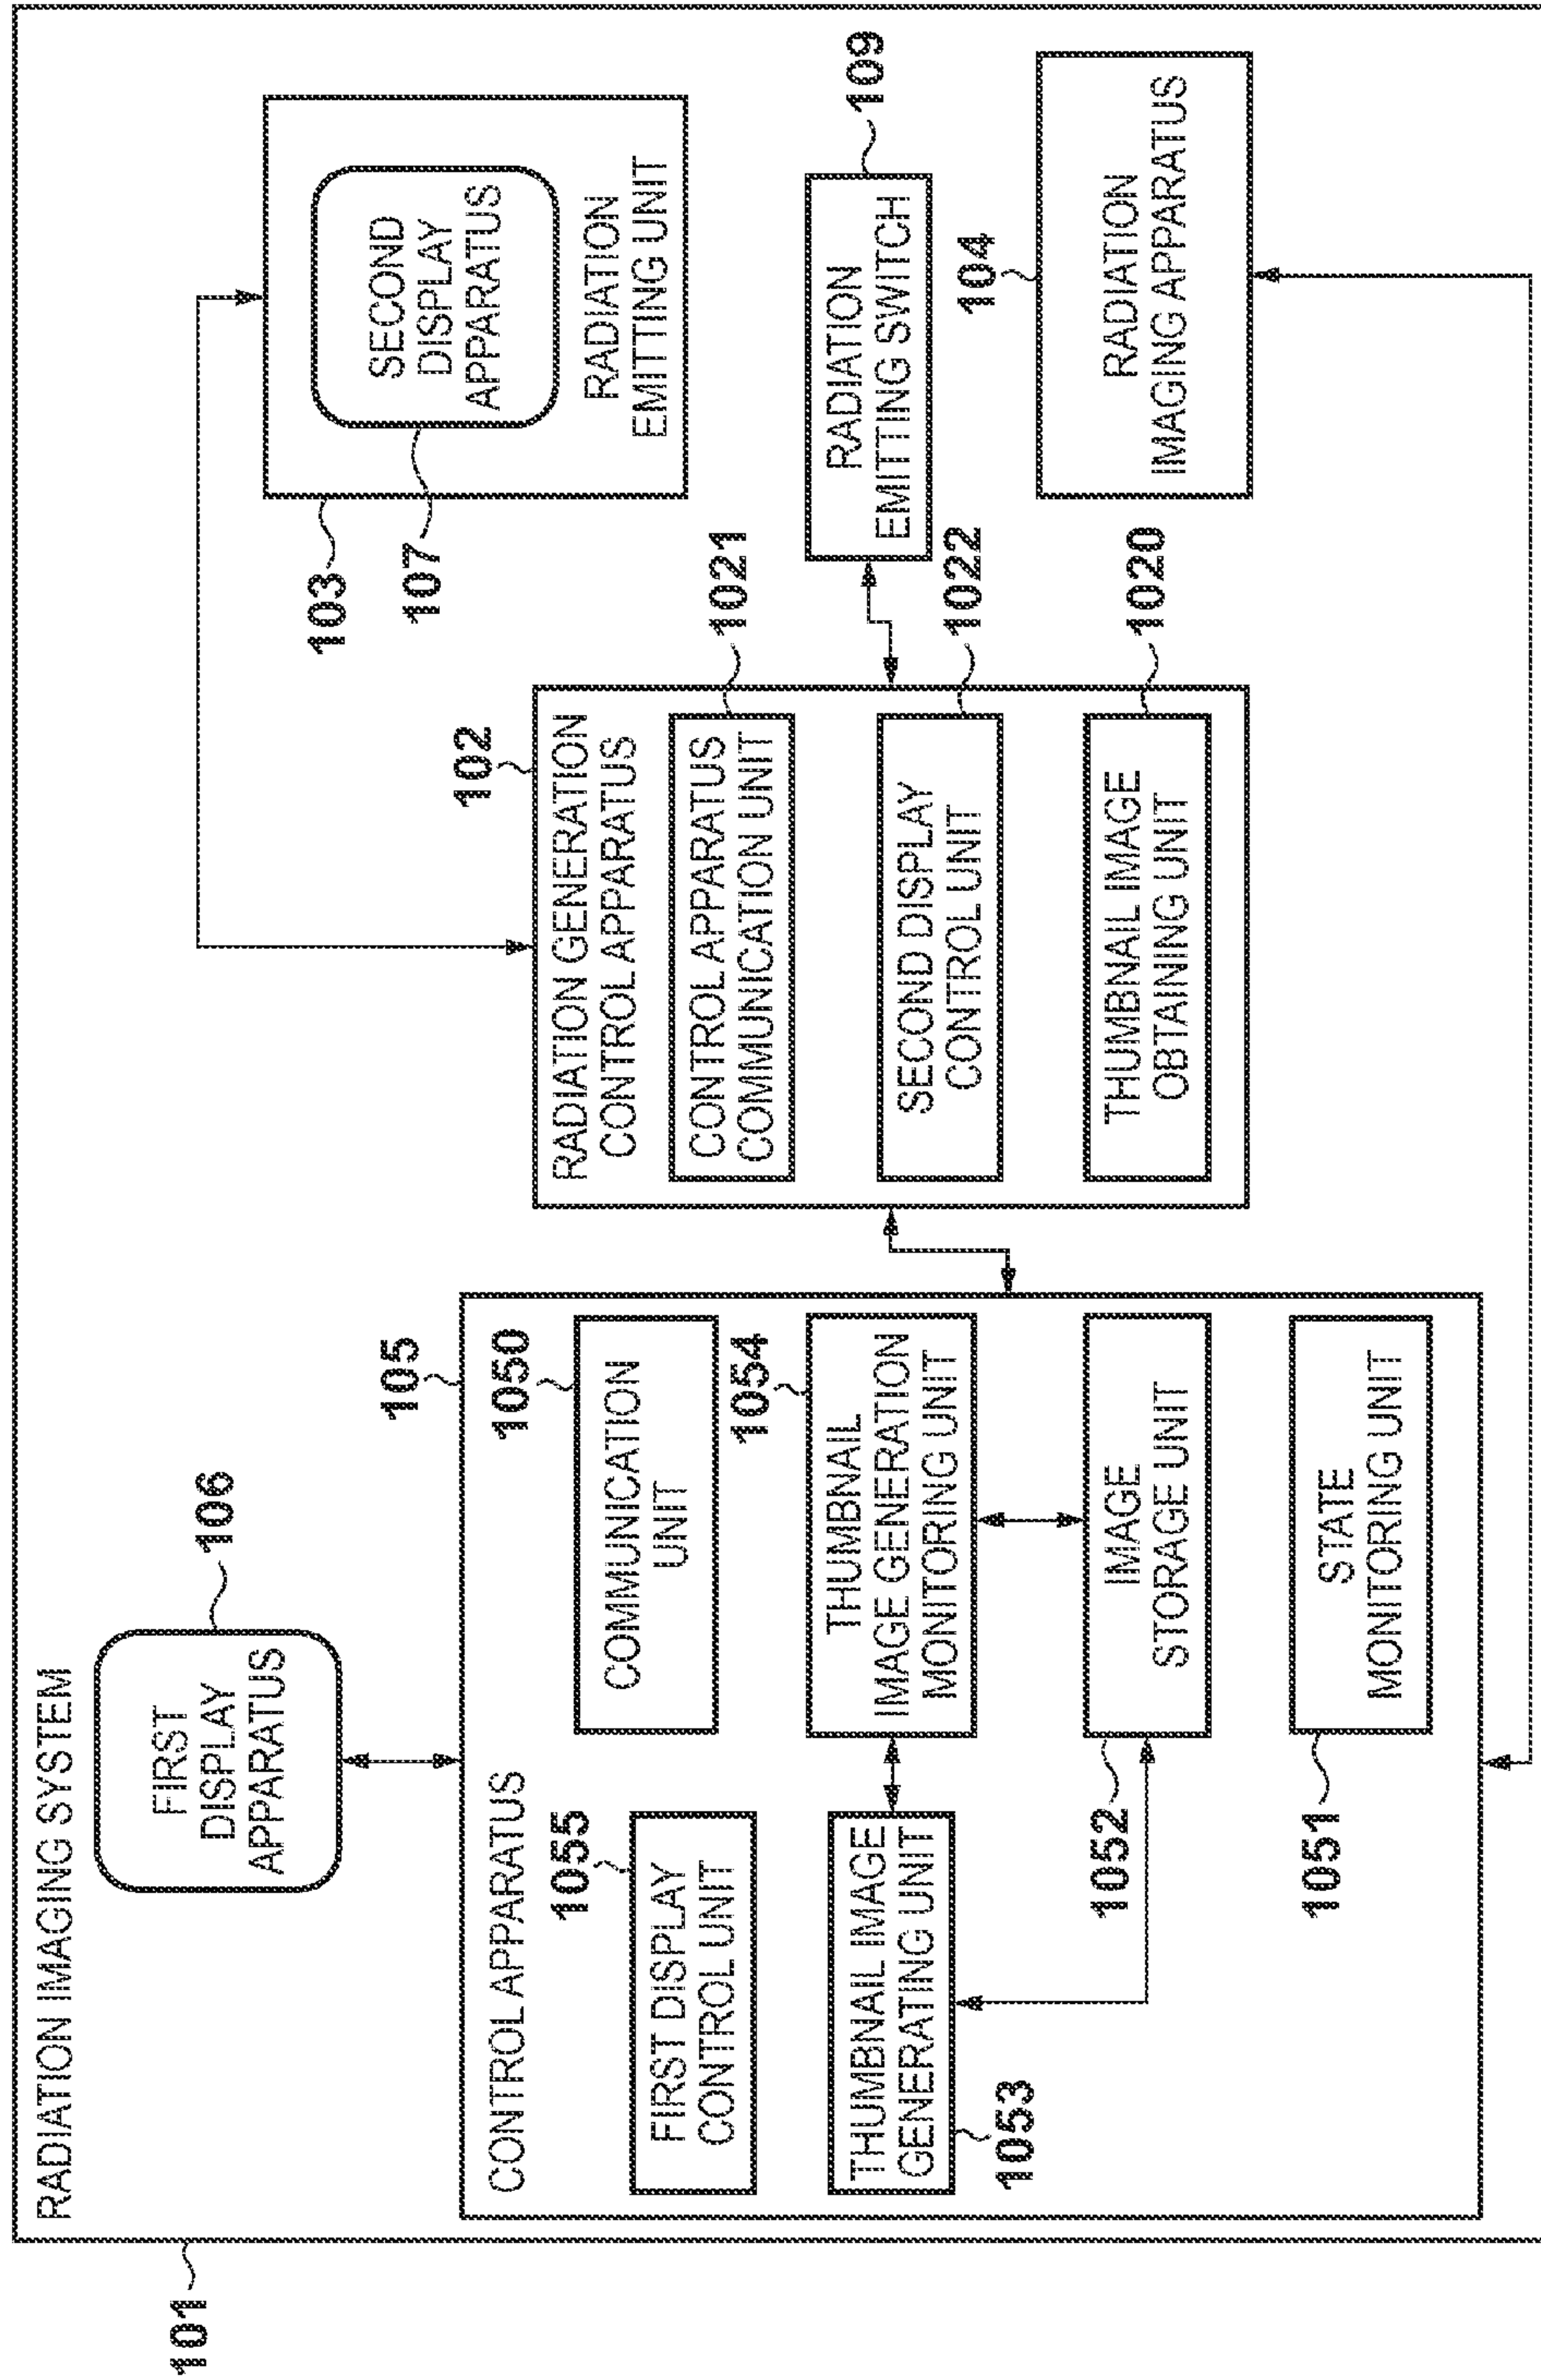 101
RADIATION IMAGING SYSTEM
106
FIRST
DISPLAY
APPARATUS
105
CONTROL APPARATUS
1055
FIRST DISPLAY
CONTROL UNIT
1050
COMMUNICATION
UNIT
1053
THUMBNAIL IMAGE
GENERATING UNIT
1054
THUMBNAIL
IMAGE GENERATION
MONITORING UNIT
1052
IMAGE
STORAGE UNIT
1051
STATE
MONITORING UNIT
102
RADIATION GENERATION
CONTROL APPARATUS
1021
CONTROL APPARATUS
COMMUNICATION UNIT
1022
SECOND DISPLAY
CONTROL UNIT
1020
THUMBNAIL IMAGE
OBTAINING UNIT
103
107
SECOND
DISPLAY
APPARATUS
RADIATION
EMITTING UNIT
109
RADIATION
EMITTING SWITCH
104
RADIATION
IMAGING APPARATUS